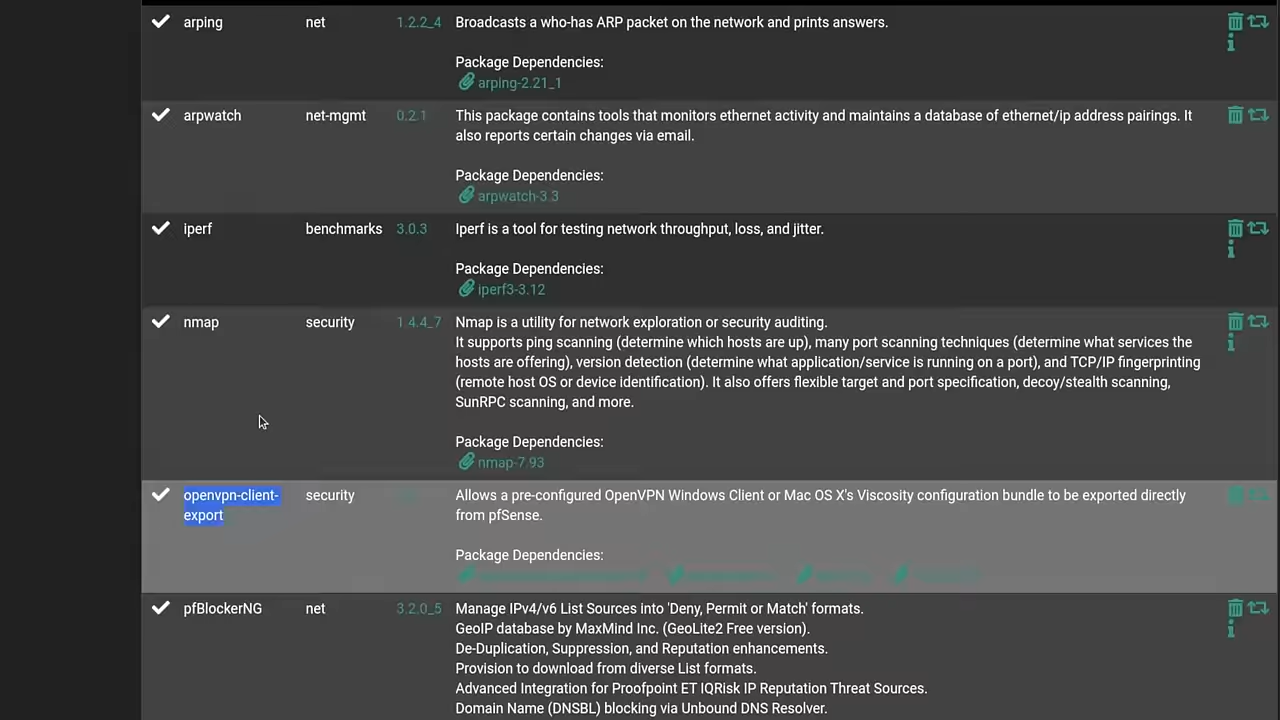 arping net 1.2.2_4 Broadcasts a who-has ARP packet on the network and prints answers.
Package Dependencies:
arping-2.21_1
arpwatch net-mgmt 0.2.1 This package contains tools that monitors ethernet activity and maintains a database of ethernet/ip address pairings. It
also reports certain changes via email.
Package Dependencies:
arpwatch-3.3
iperf benchmarks 3.0.3 Iperf is a tool for testing network throughput, loss, and jitter.
Package Dependencies:
iperf3-3.12
nmap security 1.4.4_7 Nmap is a utility for network exploration or security auditing.
It supports ping scanning (determine which hosts are up), many port scanning techniques (determine what services the
hosts are offering), version detection (determine what application/service is running on a port), and TCP/IP fingerprinting
(remote host OS or device identification). It also offers flexible target and port specification, decoy/stealth scanning,
SunRPC scanning, and more.
Package Dependencies:
nmap-7.93
openvpn-client- security Allows a pre-configured OpenVPN Windows Client or Mac OS X's Viscosity configuration bundle to be exported directly
export from pfSense.
Package Dependencies:
pfBlockerNG net 3.2.0_5 Manage IPv4/v6 List Sources into 'Deny, Permit or Match' formats.
GeoIP database by MaxMind Inc. (GeoLite2 Free version).
De-Duplication, Suppression, and Reputation enhancements.
Provision to download from diverse List formats.
Advanced Integration for Proofpoint ET IQRisk IP Reputation Threat Sources.
Domain Name (DNSBL) blocking via Unbound DNS Resolver.